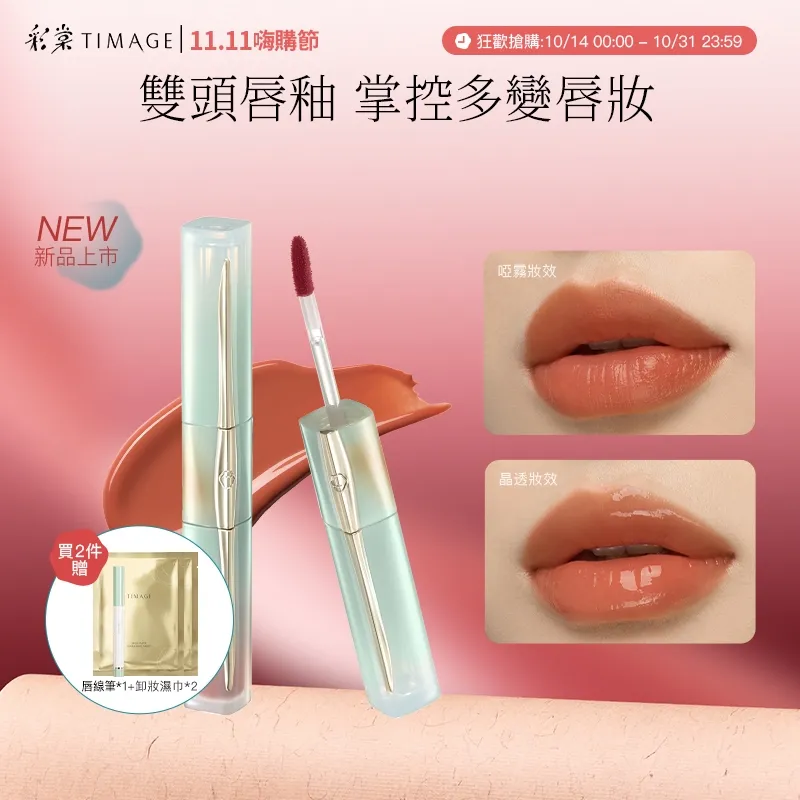 彩棠 TIMAGE | 11.11嗨購節
狂歡搶購:10/14 00:00 – 10/31 23:59
雙頭唇釉 掌控多變唇妝
NEW
新品上市
啞霧妝效
晶透妝效
買2件
贈
TIMAGE
唇線筆*1+卸妝濕巾*2